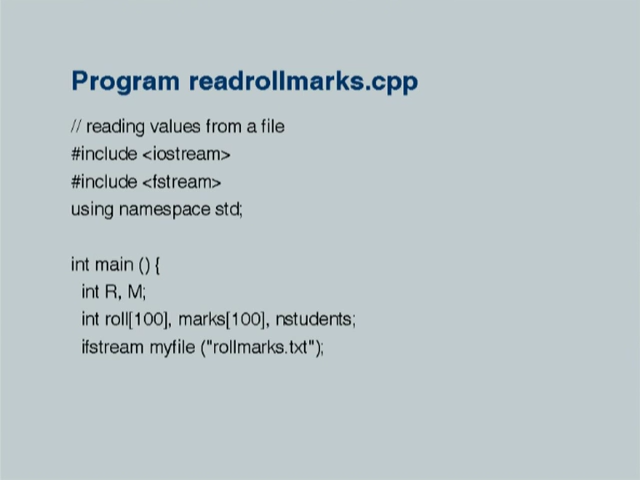 Program readrollmarks.cpp
// reading values from a file
#include <iostream>
#include <fstream>
using namespace std;
int main () {
int R, M;
int roll[100], marks[100], nstudents;
ifstream myfile ("rollmarks.txt");